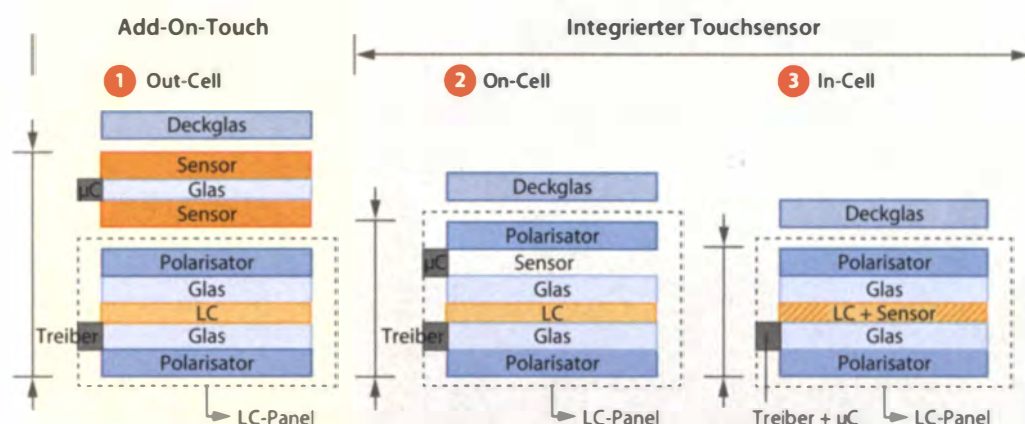 Add-On-Touch
Integrierter Touchsensor
1 Out-Cell
2 On-Cell
3 In-Cell
Deckglas
Sensor
µC
Glas
Sensor
Polarisator
Glas
LC
Treiber
Glas
Polarisator
LC-Panel
Deckglas
Polarisator
µC
Sensor
Glas
LC
Treiber
Glas
Polarisator
LC-Panel
Deckglas
Polarisator
Glas
LC + Sensor
Glas
Polarisator
Treiber + µC
LC-Panel